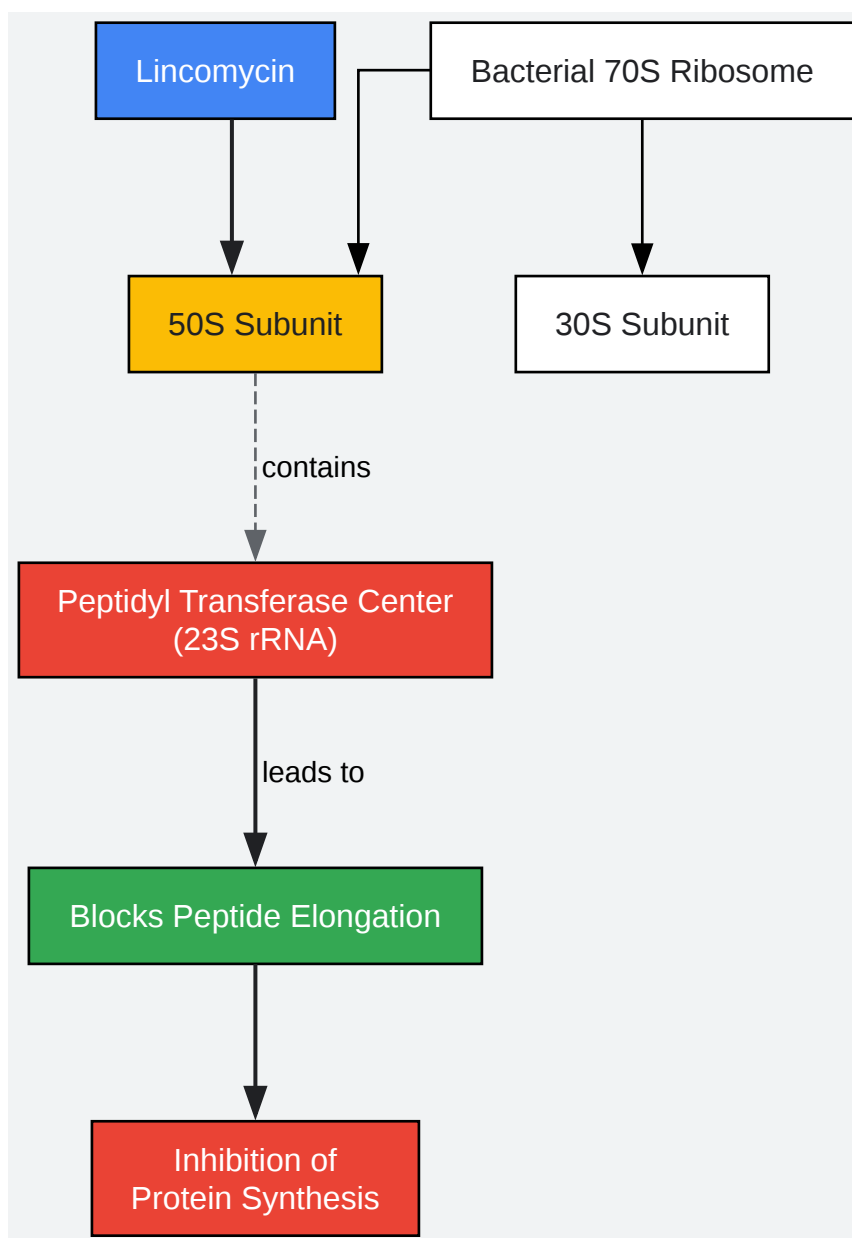 Lincomycin
Bacterial 70S Ribosome
50S Subunit
30S Subunit
contains
Peptidyl Transferase Center
(23S rRNA)
leads to
Blocks Peptide Elongation
Inhibition of
Protein Synthesis